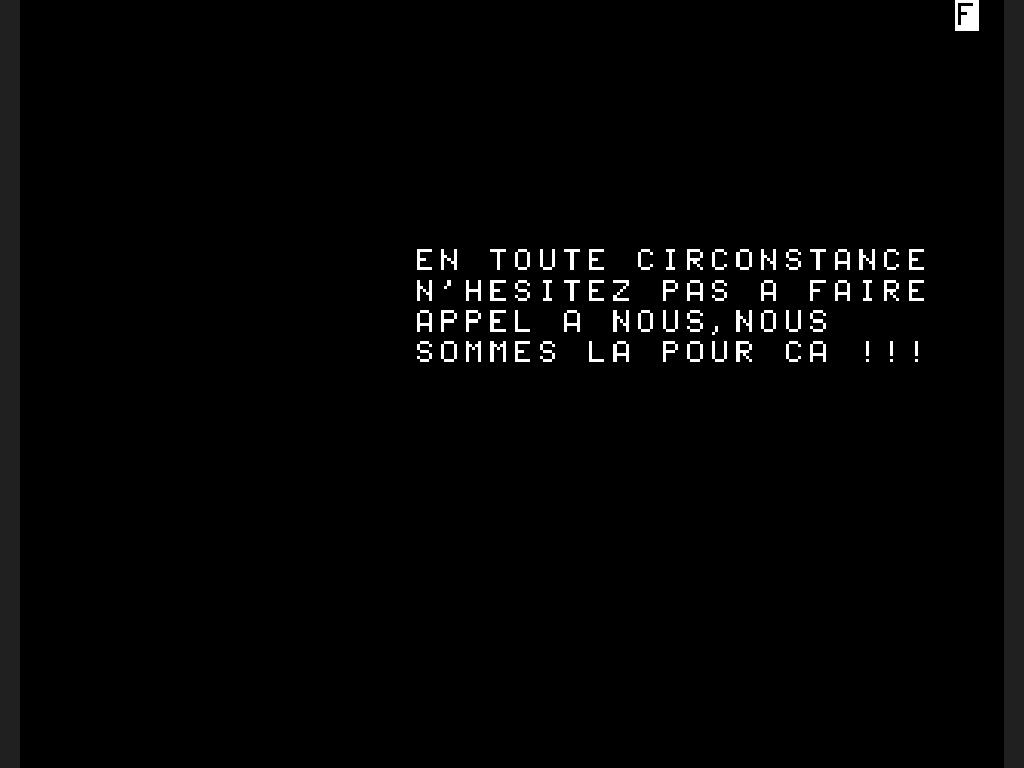 F
EN TOUTE CIRCONSTANCE
N'HESITEZ PAS A FAIRE
APPEL A NOUS,NOUS
SOMMES LA POUR CA !!!